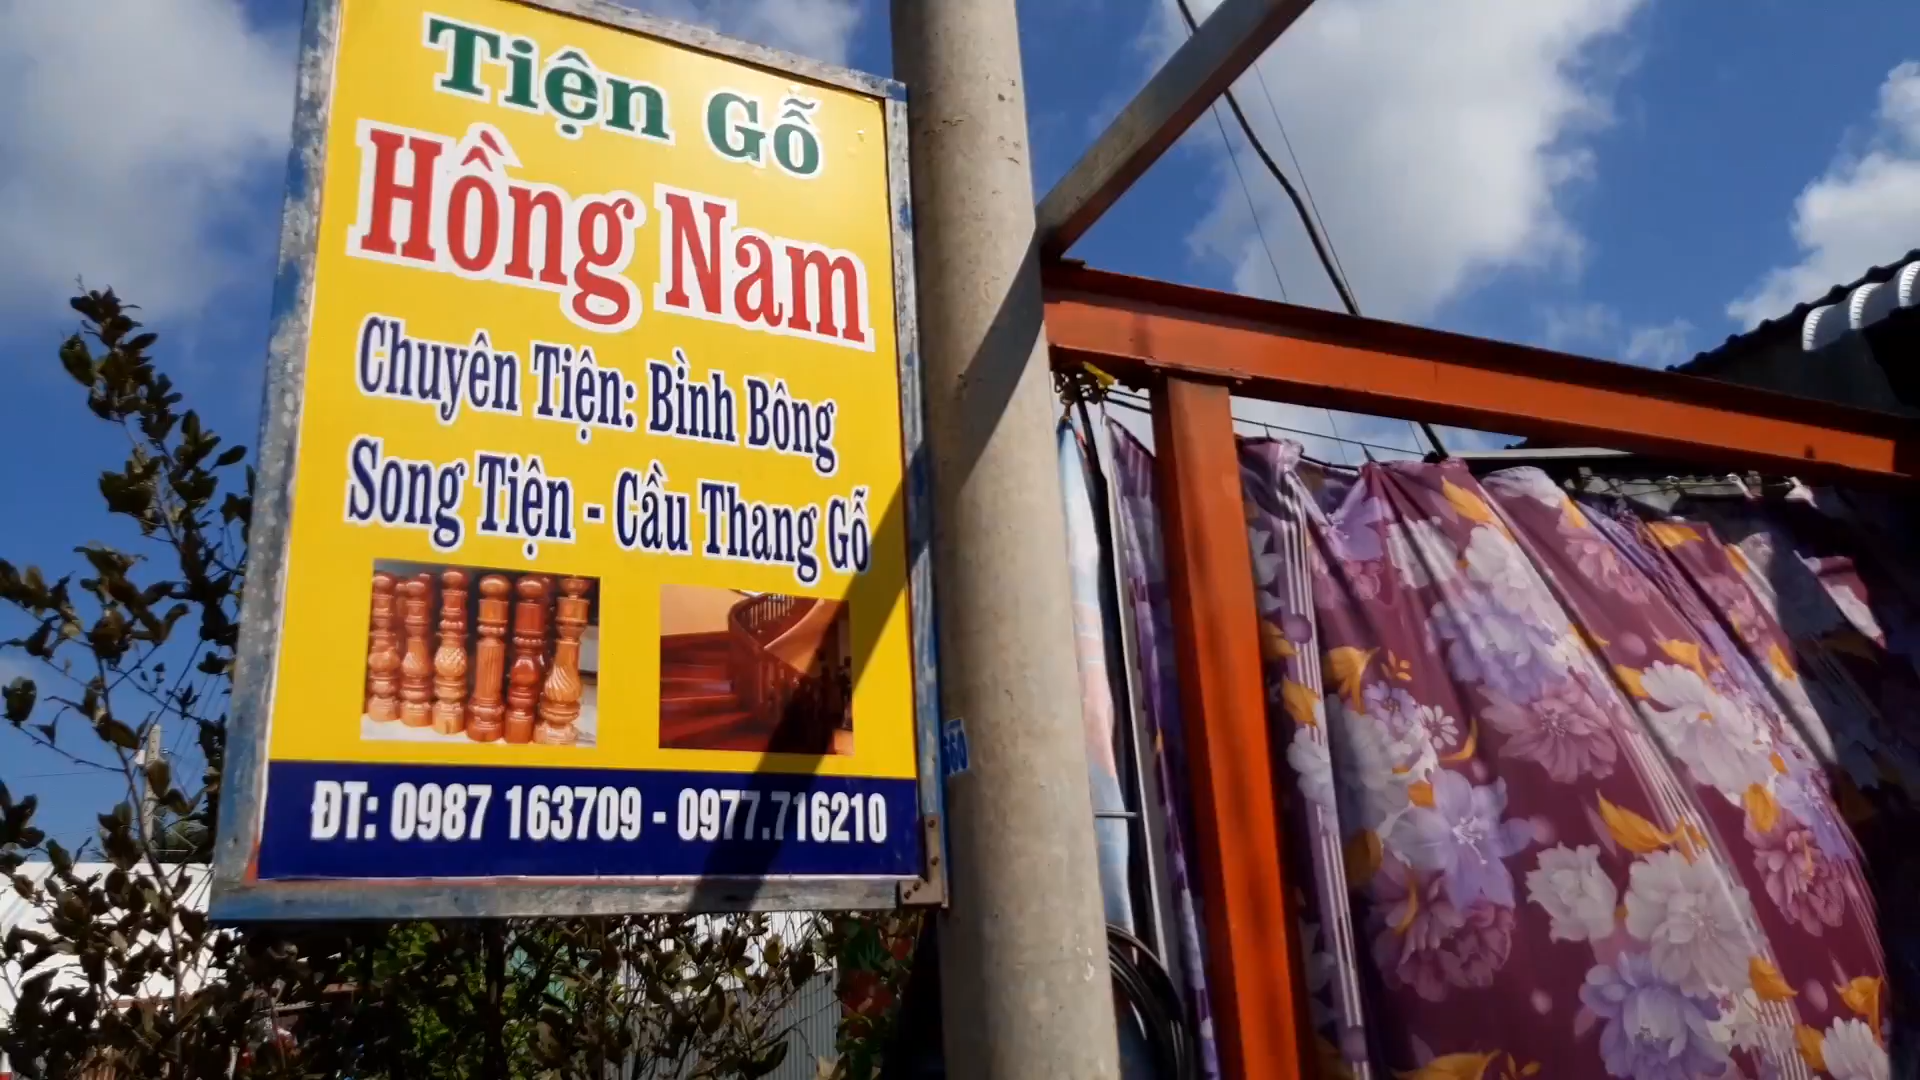 Tiện Gỗ
Hồng Nam
Chuyên Tiện: Bình Bông
Song Tiện - Cầu Thang Gỗ
ĐT: 0987 163709 - 0977.716210